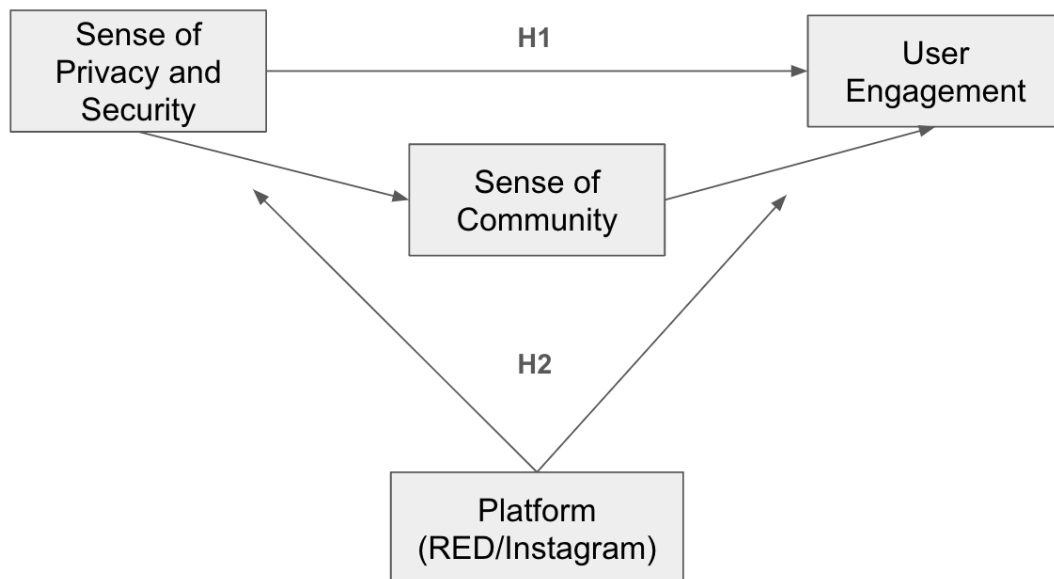 Sense of
Privacy and
Security
H1
User
Engagement
Sense of
Community
H2
Platform
(RED/Instagram)